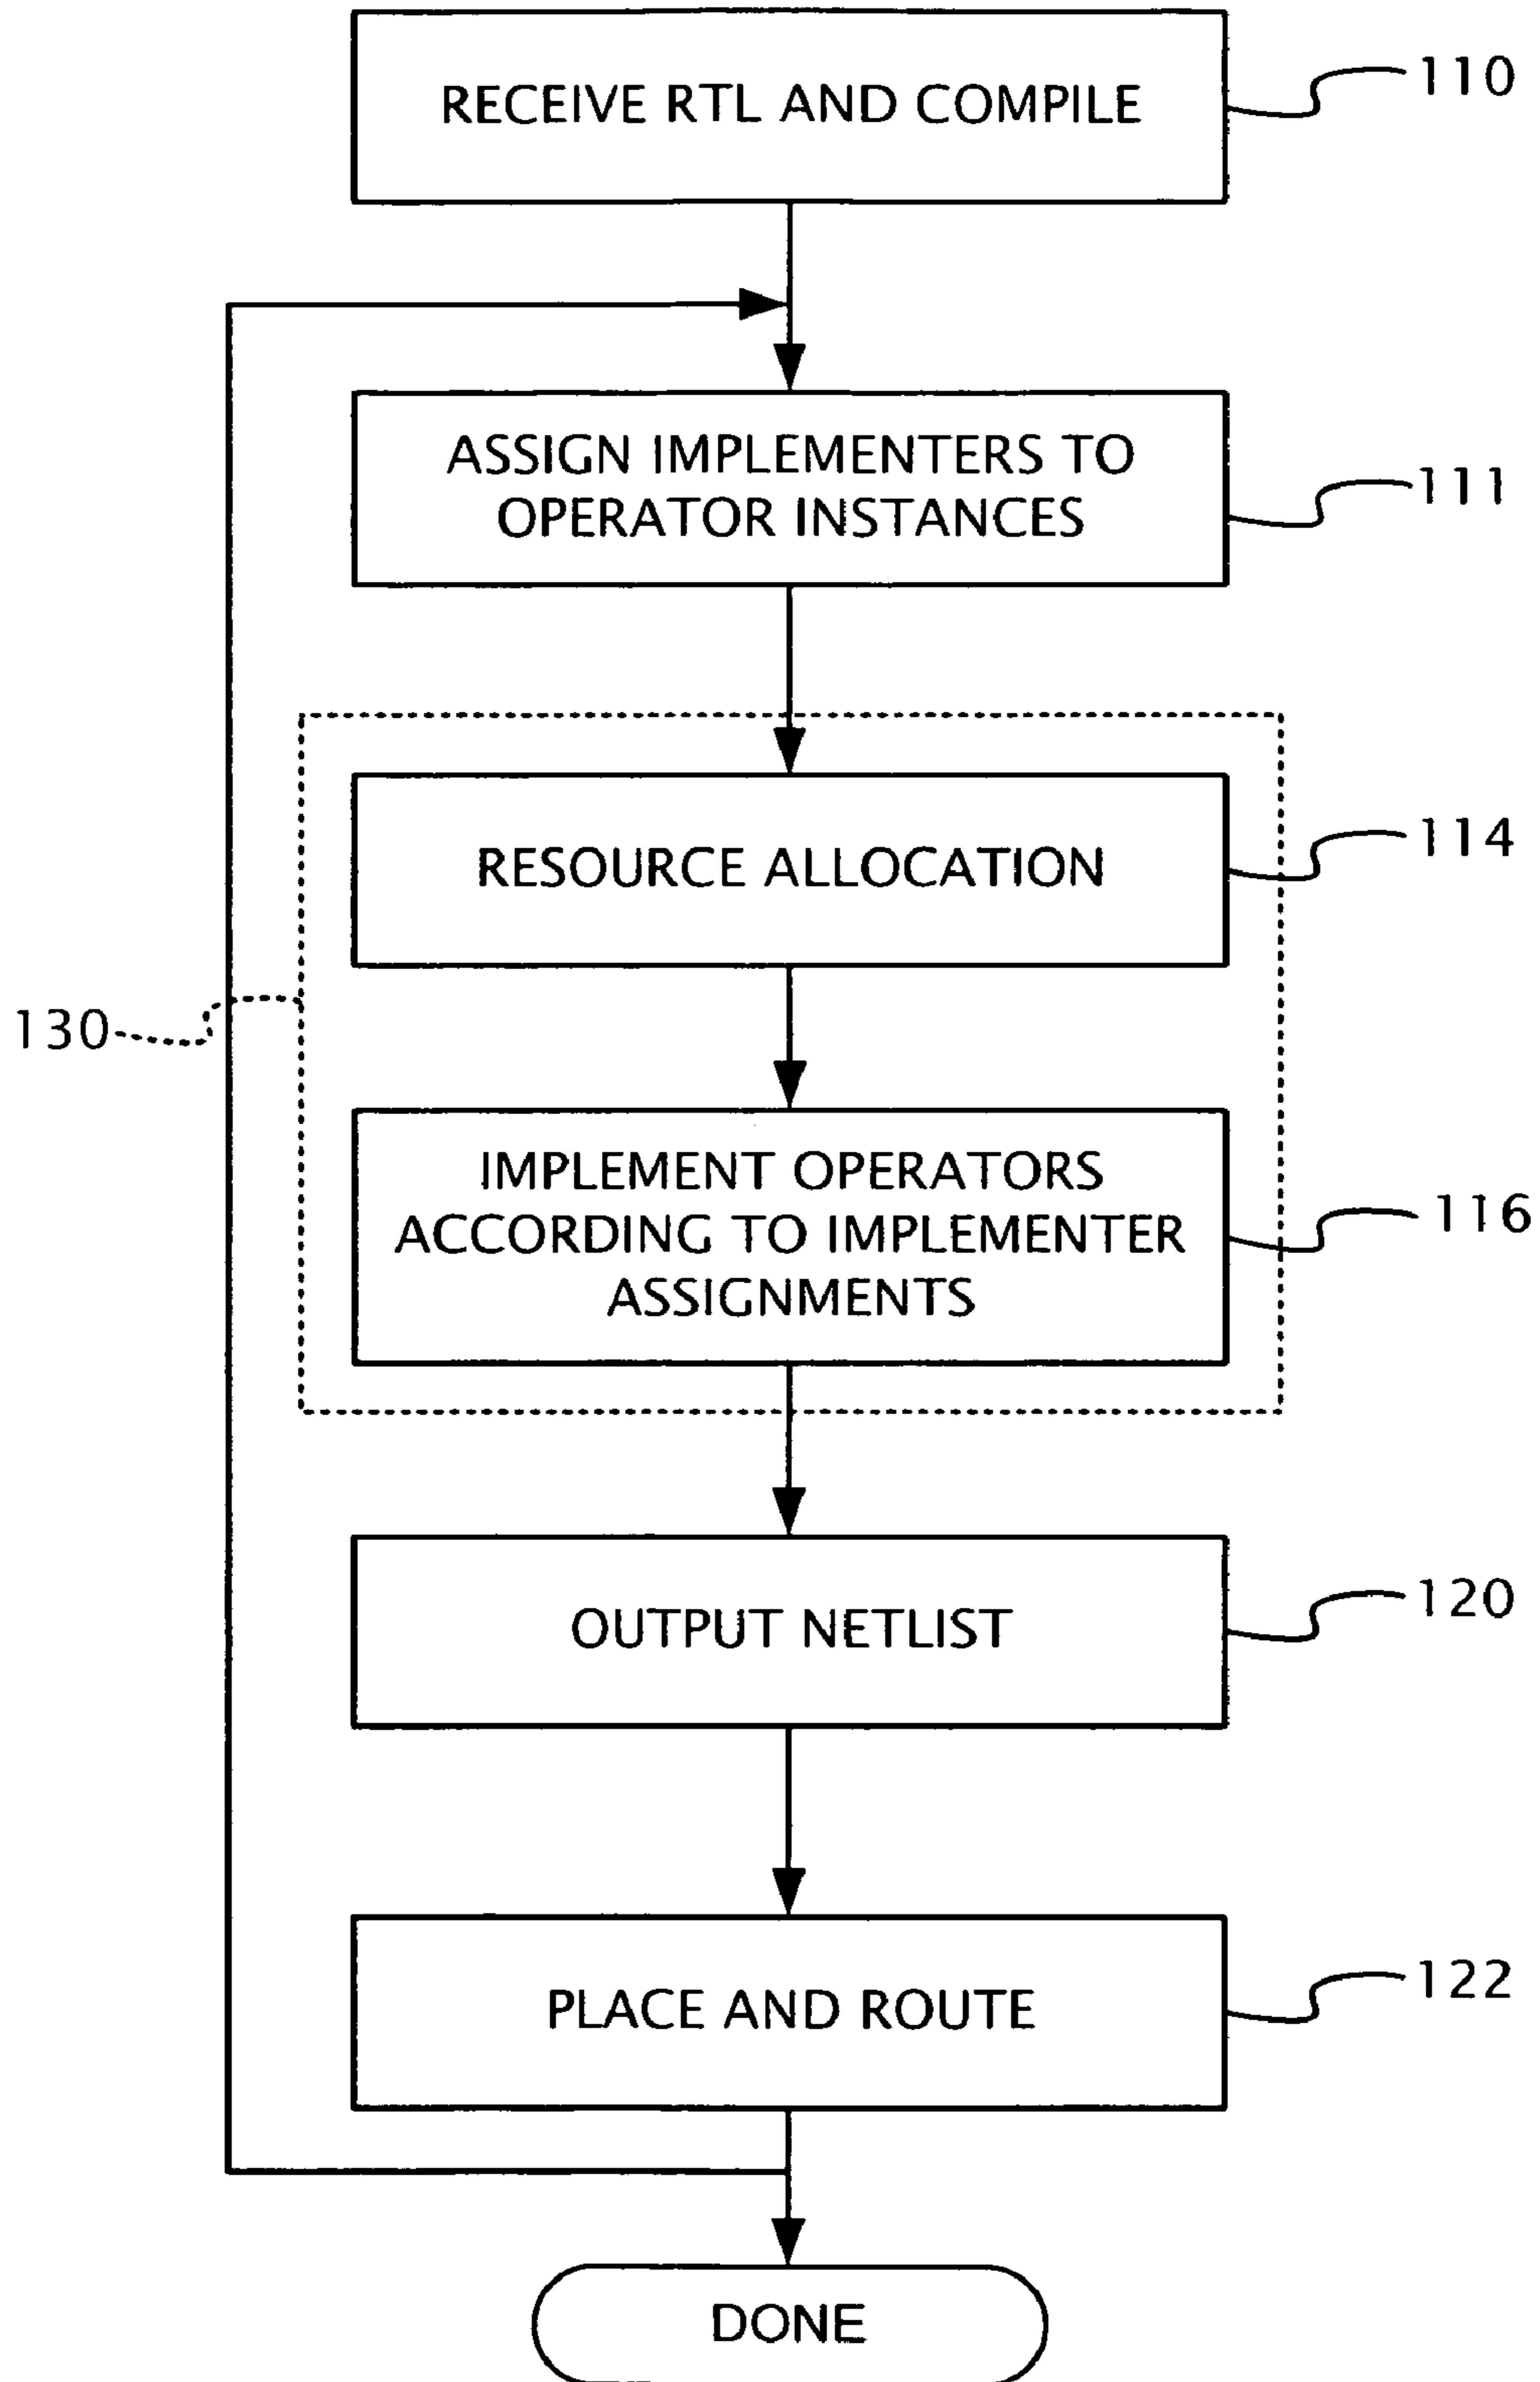 RECEIVE RTL AND COMPILE
110
ASSIGN IMPLEMENTERS TO
OPERATOR INSTANCES
111
RESOURCE ALLOCATION
114
130
IMPLEMENT OPERATORS
ACCORDING TO IMPLEMENTER
ASSIGNMENTS
116
OUTPUT NETLIST
120
PLACE AND ROUTE
122
DONE